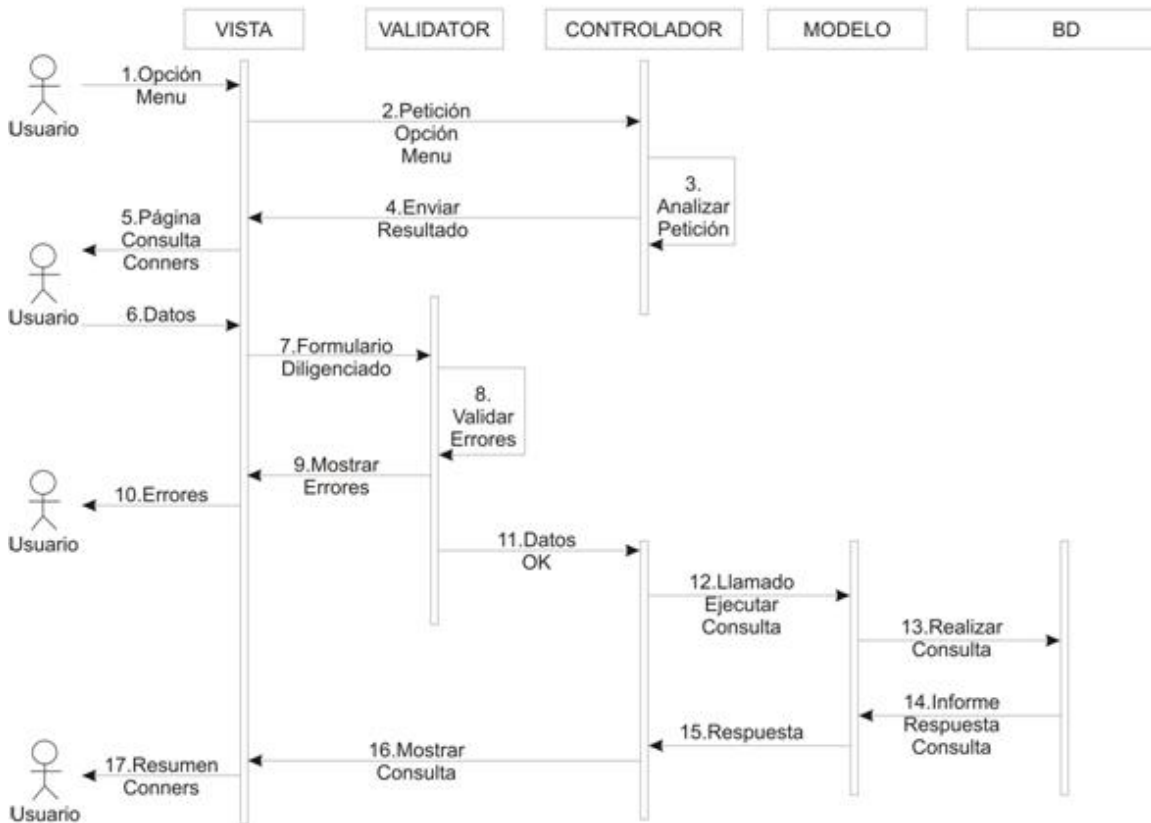 VISTA
VALIDATOR
CONTROLADOR
MODELO
BD
1.Opción
Menu
Usuario
2.Petición
Opción
Menu
3.
Analizar
Petición
4.Enviar
Resultado
5.Página
Consulta
Conners
Usuario
6.Datos
7.Formulario
Diligenciado
8.
Validar
Errores
9.Mostrar
Errores
10.Errores
Usuario
11.Datos
OK
12.Llamado
Ejecutar
Consulta
13.Realizar
Consulta
14.Informe
Respuesta
Consulta
15.Respuesta
16.Mostrar
Consulta
17.Resumen
Conners
Usuario